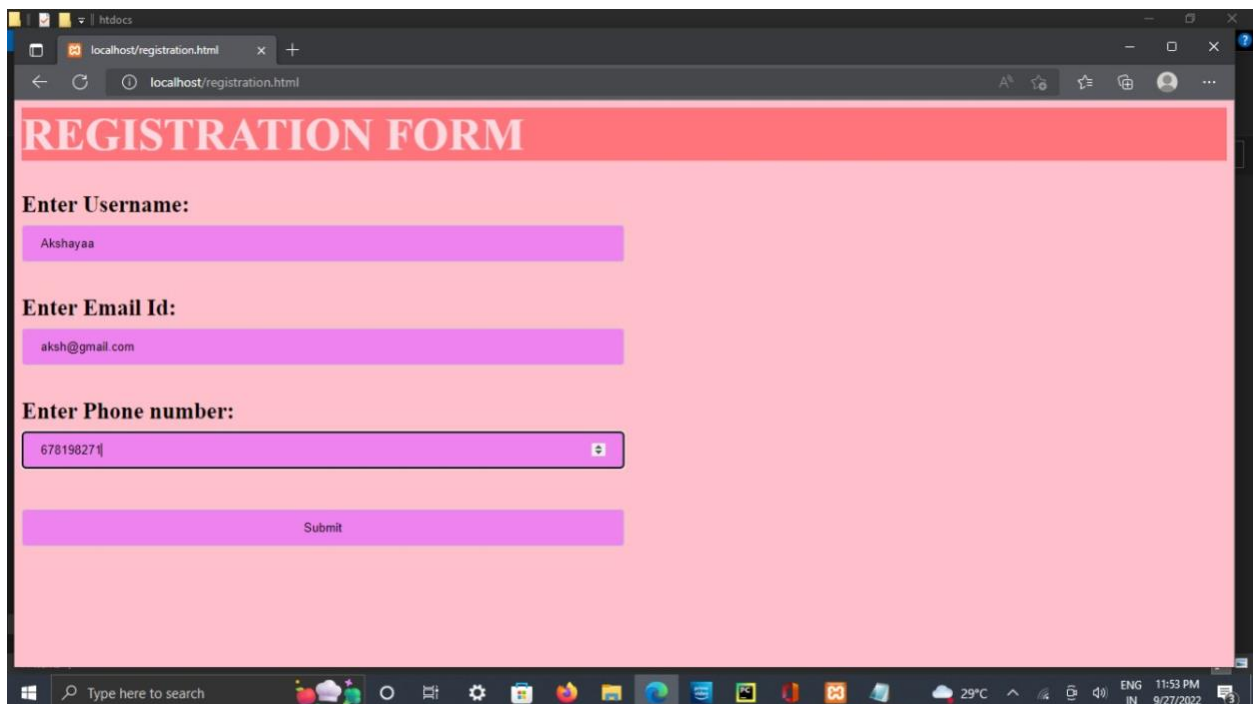 htdocs
localhost/registration.html
localhost/registration.html
REGISTRATION FORM
Enter Username:
Akshayaa
Enter Email Id:
aksh@gmail.com
Enter Phone number:
678198271
Submit
Type here to search
29°C
ENG
IN
11:53 PM
9/27/2022